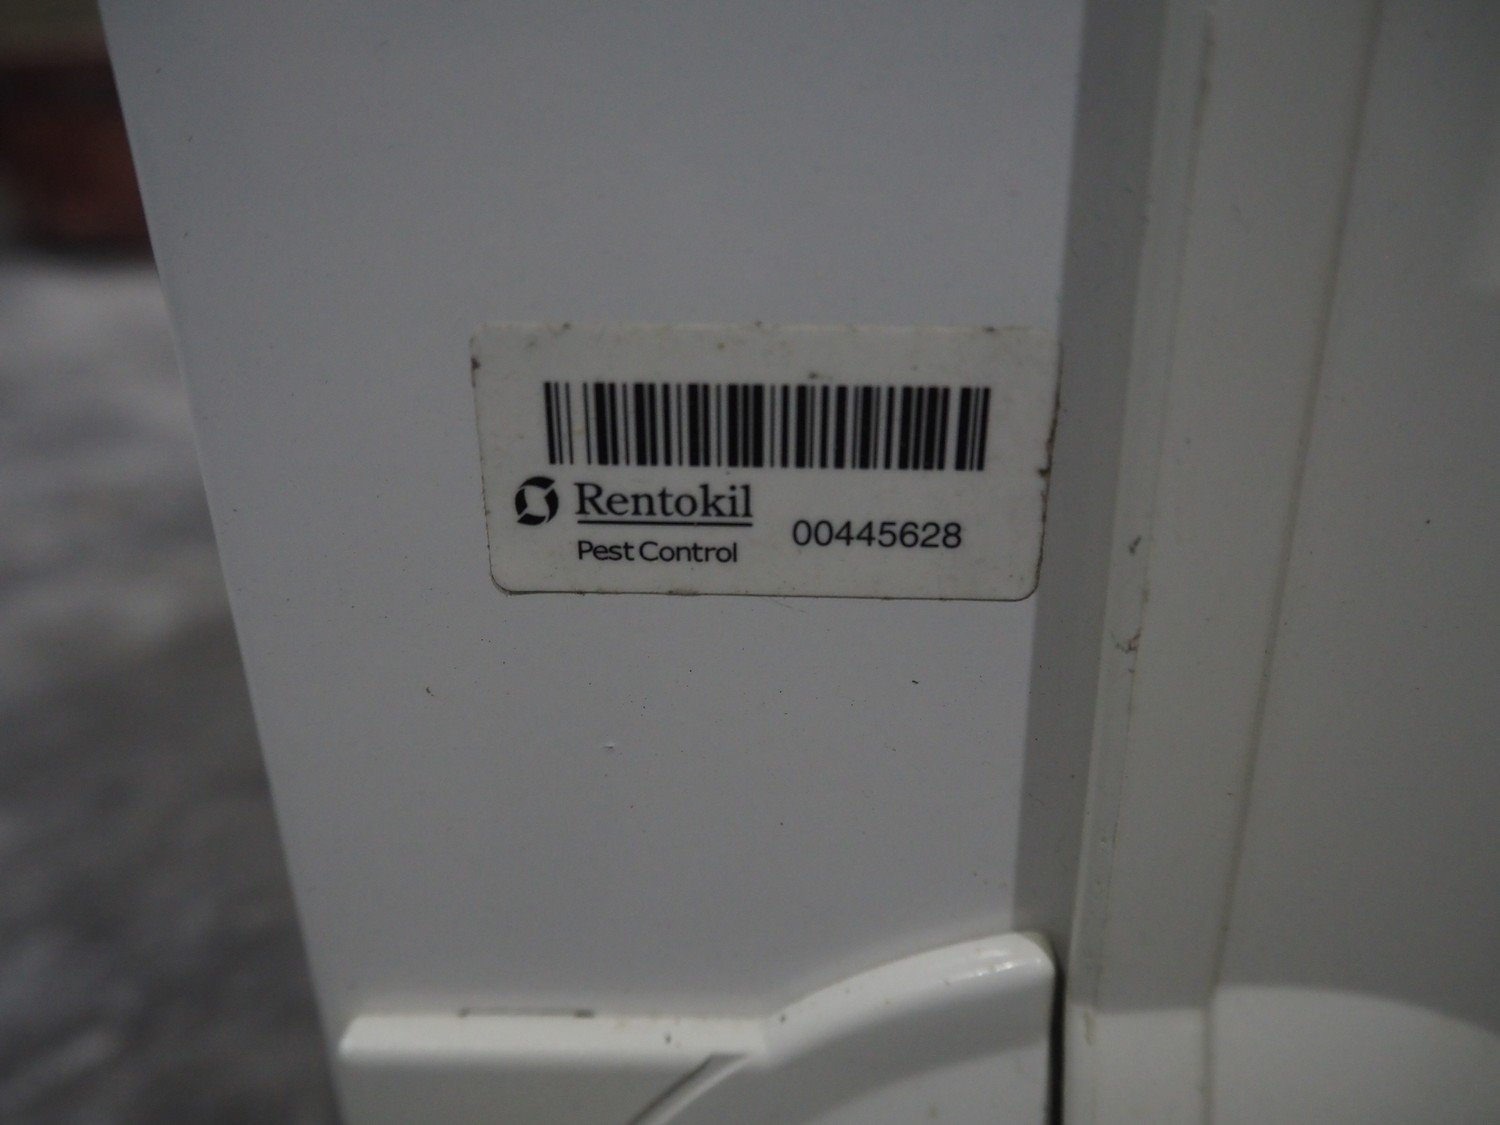 Rentokil
Pest Control
00445628